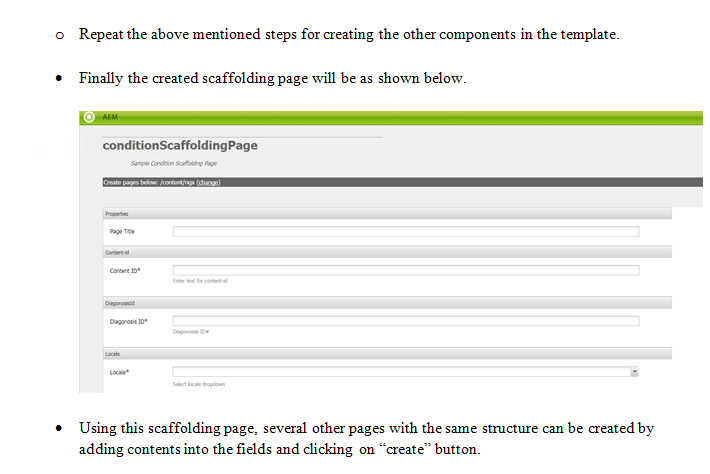 o Repeat the above mentioned steps for creating the other components in the template.
• Finally the created scaffolding page will be as shown below.
AEM
conditionScaffoldingPage
Sample Condition Scaffolding Page
Create pages below: /content/ngx (change)
Properties
Page Title
Content-id
Content ID*
Enter text for content-id
DiagonosisId
Diagonosis ID*
Diagonosis ID#
Locale
Locale*
Select locale dropdown
• Using this scaffolding page, several other pages with the same structure can be created by
adding contents into the fields and clicking on “create” button.